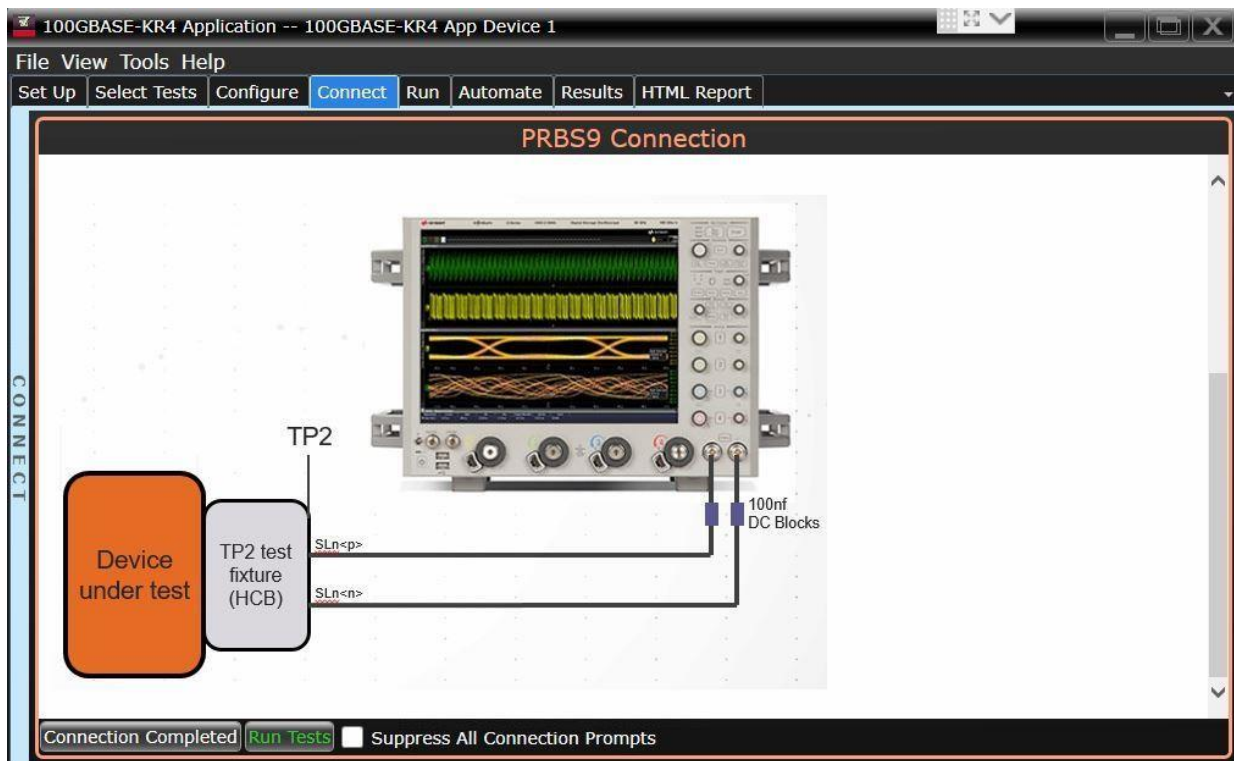 100GBASE-KR4 Application -- 100GBASE-KR4 App Device 1
File View Tools Help
Set Up Select Tests Configure Connect Run Automate Results HTML Report
PRBS9 Connection
CONNECT
TP2
100nf
DC Blocks
Device
under test
TP2 test
fixture
(HCB)
SLn<p>
SLn<n>
Connection Completed Run Tests Suppress All Connection Prompts